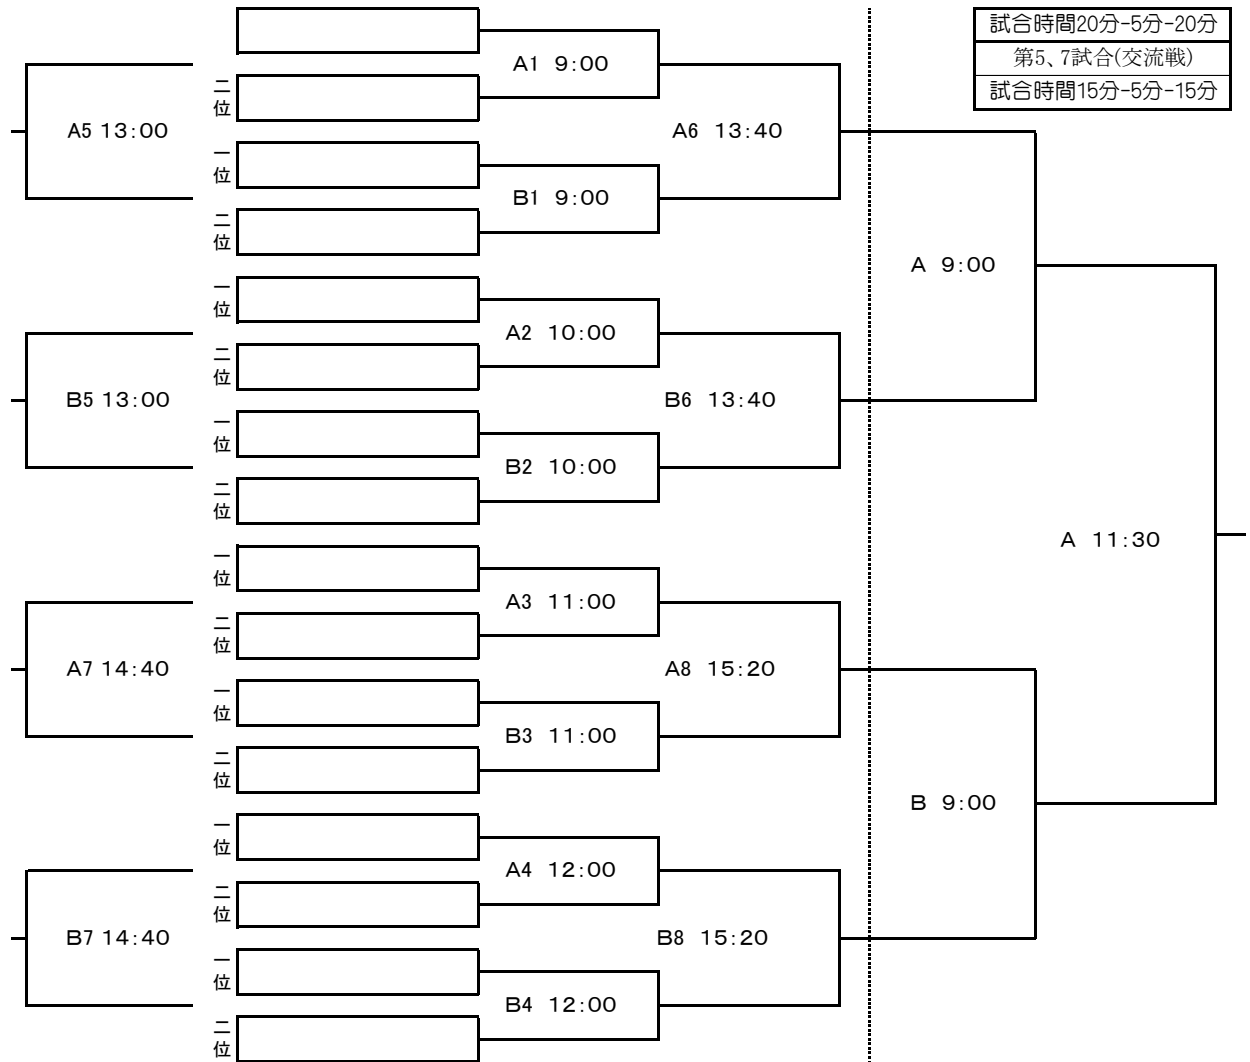 試合時間20分-5分-20分
第5、7試合(交流戦)
試合時間15分-5分-15分
A1 9:00
二位
A5 13:00
A6 13:40
一位
B1 9:00
二位
A 9:00
一位
A2 10:00
二位
B5 13:00
B6 13:40
一位
B2 10:00
二位
A 11:30
一位
A3 11:00
二位
A7 14:40
A8 15:20
一位
B3 11:00
二位
B 9:00
一位
A4 12:00
二位
B7 14:40
B8 15:20
一位
B4 12:00
二位